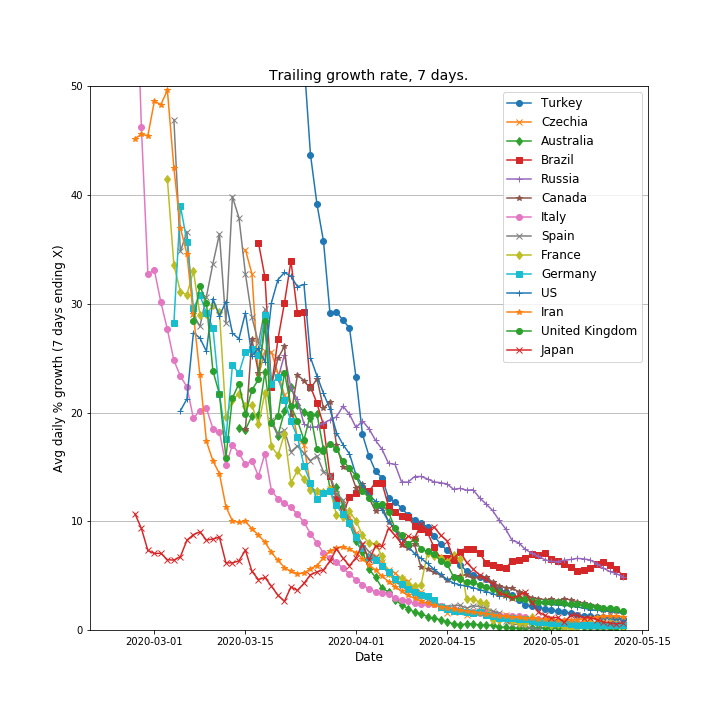 Trailing growth rate, 7 days.
50
40
30
20
10
0
Avg daily % growth (7 days ending X)
2020-03-01
2020-03-15
2020-04-01
2020-04-15
2020-05-01
2020-05-15
Date
Turkey
Czechia
Australia
Brazil
Russia
Canada
Italy
Spain
France
Germany
US
Iran
United Kingdom
Japan